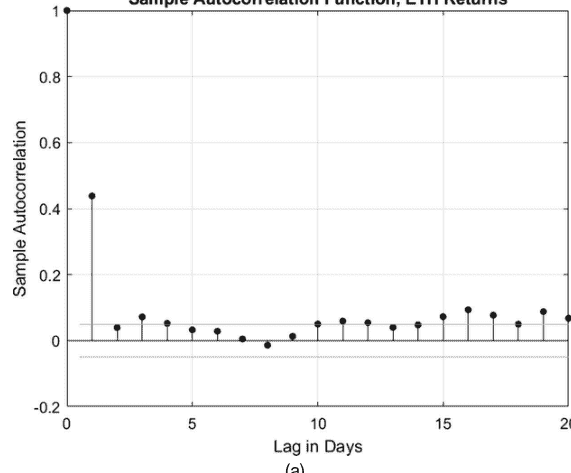 Sample Autocorrelation Function, ETH Returns
1
0.8
0.6
0.4
0.2
0
-0.2
Sample Autocorrelation
0 5 10 15 20
Lag in Days
(a)